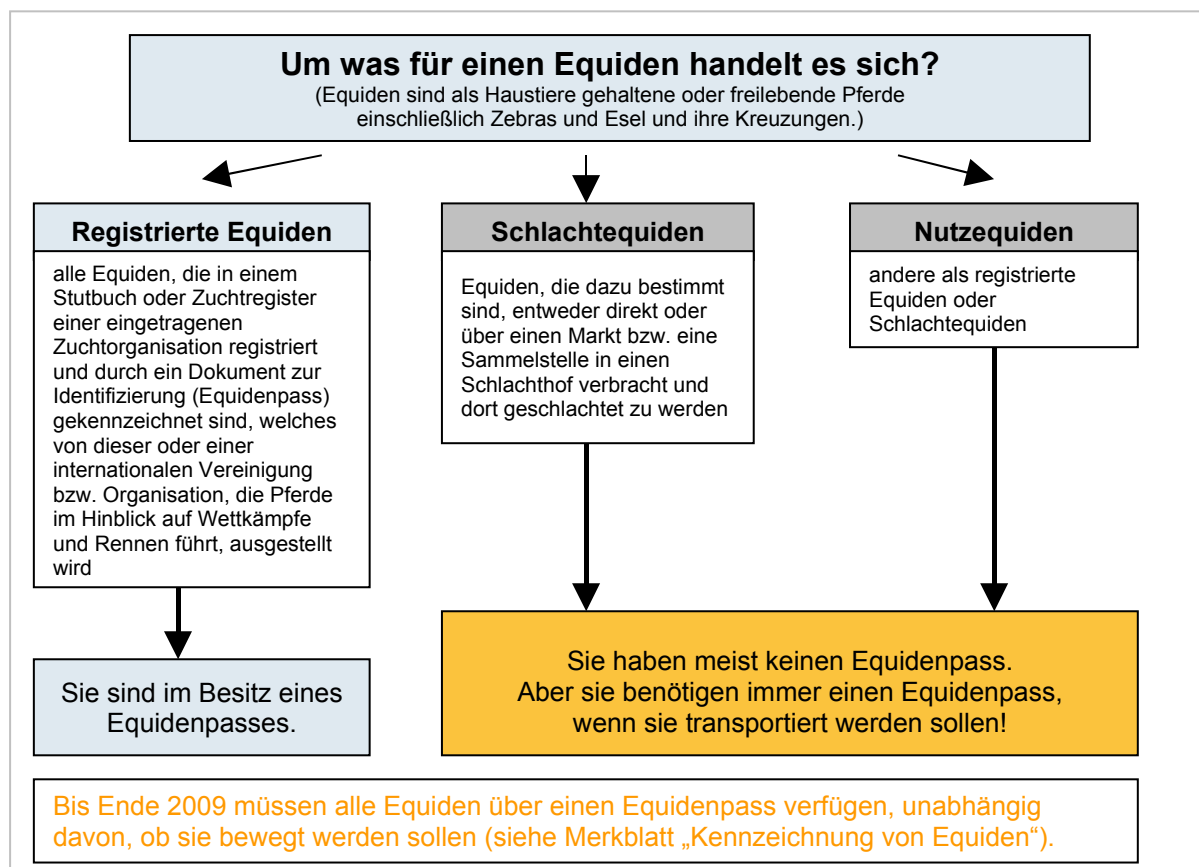 Um was für einen Equiden handelt es sich?
(Equiden sind als Haustiere gehaltene oder freilebende Pferde
einschließlich Zebras und Esel und ihre Kreuzungen.)
Registrierte Equiden
alle Equiden, die in einem
Stutbuch oder Zuchtregister
einer eingetragenen
Zuchtorganisation registriert
und durch ein Dokument zur
Identifizierung (Equidenpass)
gekennzeichnet sind, welches
von dieser oder einer
internationalen Vereinigung
bzw. Organisation, die Pferde
im Hinblick auf Wettkämpfe
und Rennen führt, ausgestellt
wird
Schlachtequiden
Equiden, die dazu bestimmt
sind, entweder direkt oder
über einen Markt bzw. eine
Sammelstelle in einen
Schlachthof verbracht und
dort geschlachtet zu werden
Nutzequiden
andere als registrierte
Equiden oder
Schlachtequiden
Sie sind im Besitz eines
Equidenpasses.
Sie haben meist keinen Equidenpass.
Aber sie benötigen immer einen Equidenpass,
wenn sie transportiert werden sollen!
Bis Ende 2009 müssen alle Equiden über einen Equidenpass verfügen, unabhängig
davon, ob sie bewegt werden sollen (siehe Merkblatt „Kennzeichnung von Equiden“).